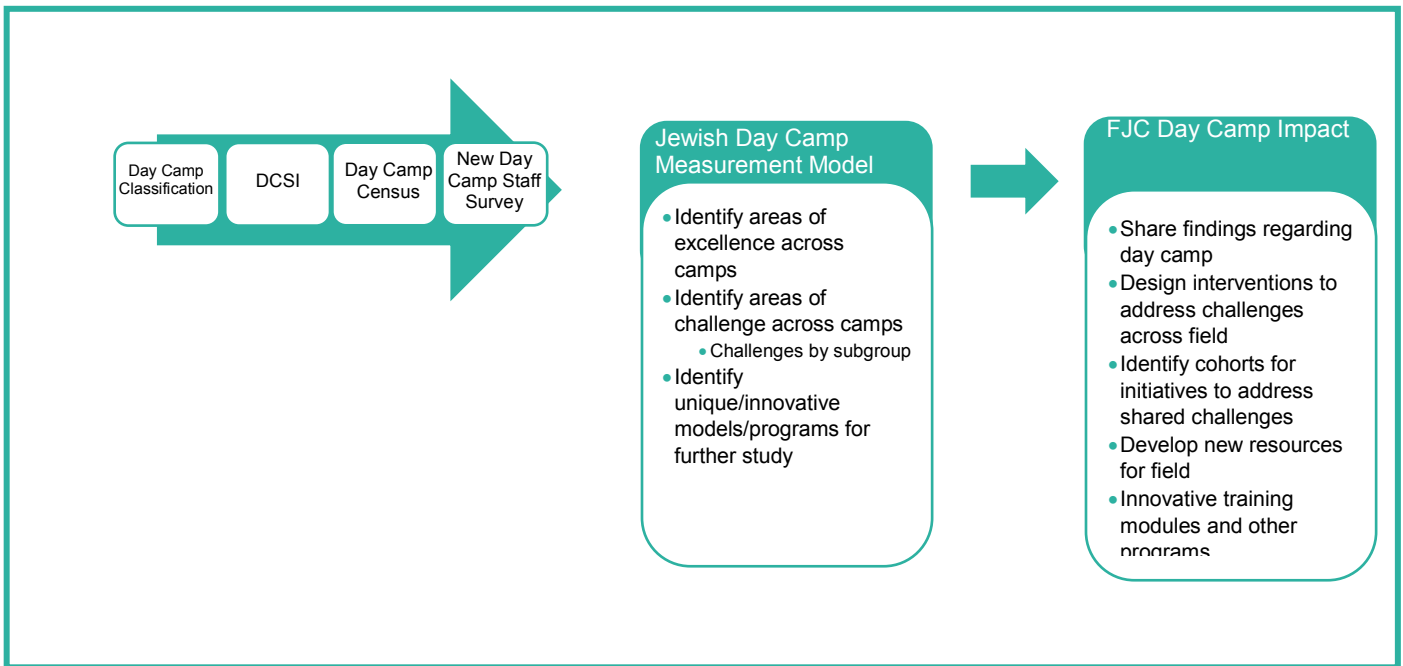 Day Camp
Classification
DCSI
Day Camp
Census
New Day
Camp Staff
Survey
Jewish Day Camp
Measurement Model
•Identify areas of
excellence across
camps
•Identify areas of
challenge across camps
•Challenges by subgroup
•Identify
unique/innovative
models/programs for
further study
FJC Day Camp Impact
•Share findings regarding
day camp
•Design interventions to
address challenges
across field
•Identify cohorts for
initiatives to address
shared challenges
•Develop new resources
for field
•Innovative training
modules and other
programs